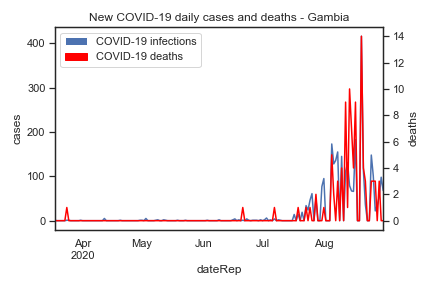 New COVID-19 daily cases and deaths - Gambia
COVID-19 infections
COVID-19 deaths
cases
400
300
200
100
0
deaths
14
12
10
8
6
4
2
0
Apr
2020
May
Jun
Jul
Aug
dateRep